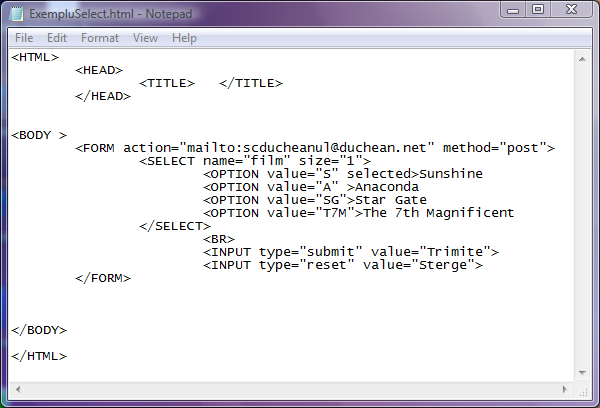 ExempluSelect.html - Notepad
File Edit Format View Help
<HTML>
<HEAD>
<TITLE> </TITLE>
</HEAD>
<BODY >
<FORM action="mailto:scducheanul@duchean.net" method="post">
<SELECT name="film" size="1">
<OPTION value="S" selected>Sunshine
<OPTION value="A" >Anaconda
<OPTION value="SG">Star Gate
<OPTION value="T7M">The 7th Magnificent
</SELECT>
<BR>
<INPUT type="submit" value="Trimite">
<INPUT type="reset" value="Sterge">
</FORM>
</BODY>
</HTML>